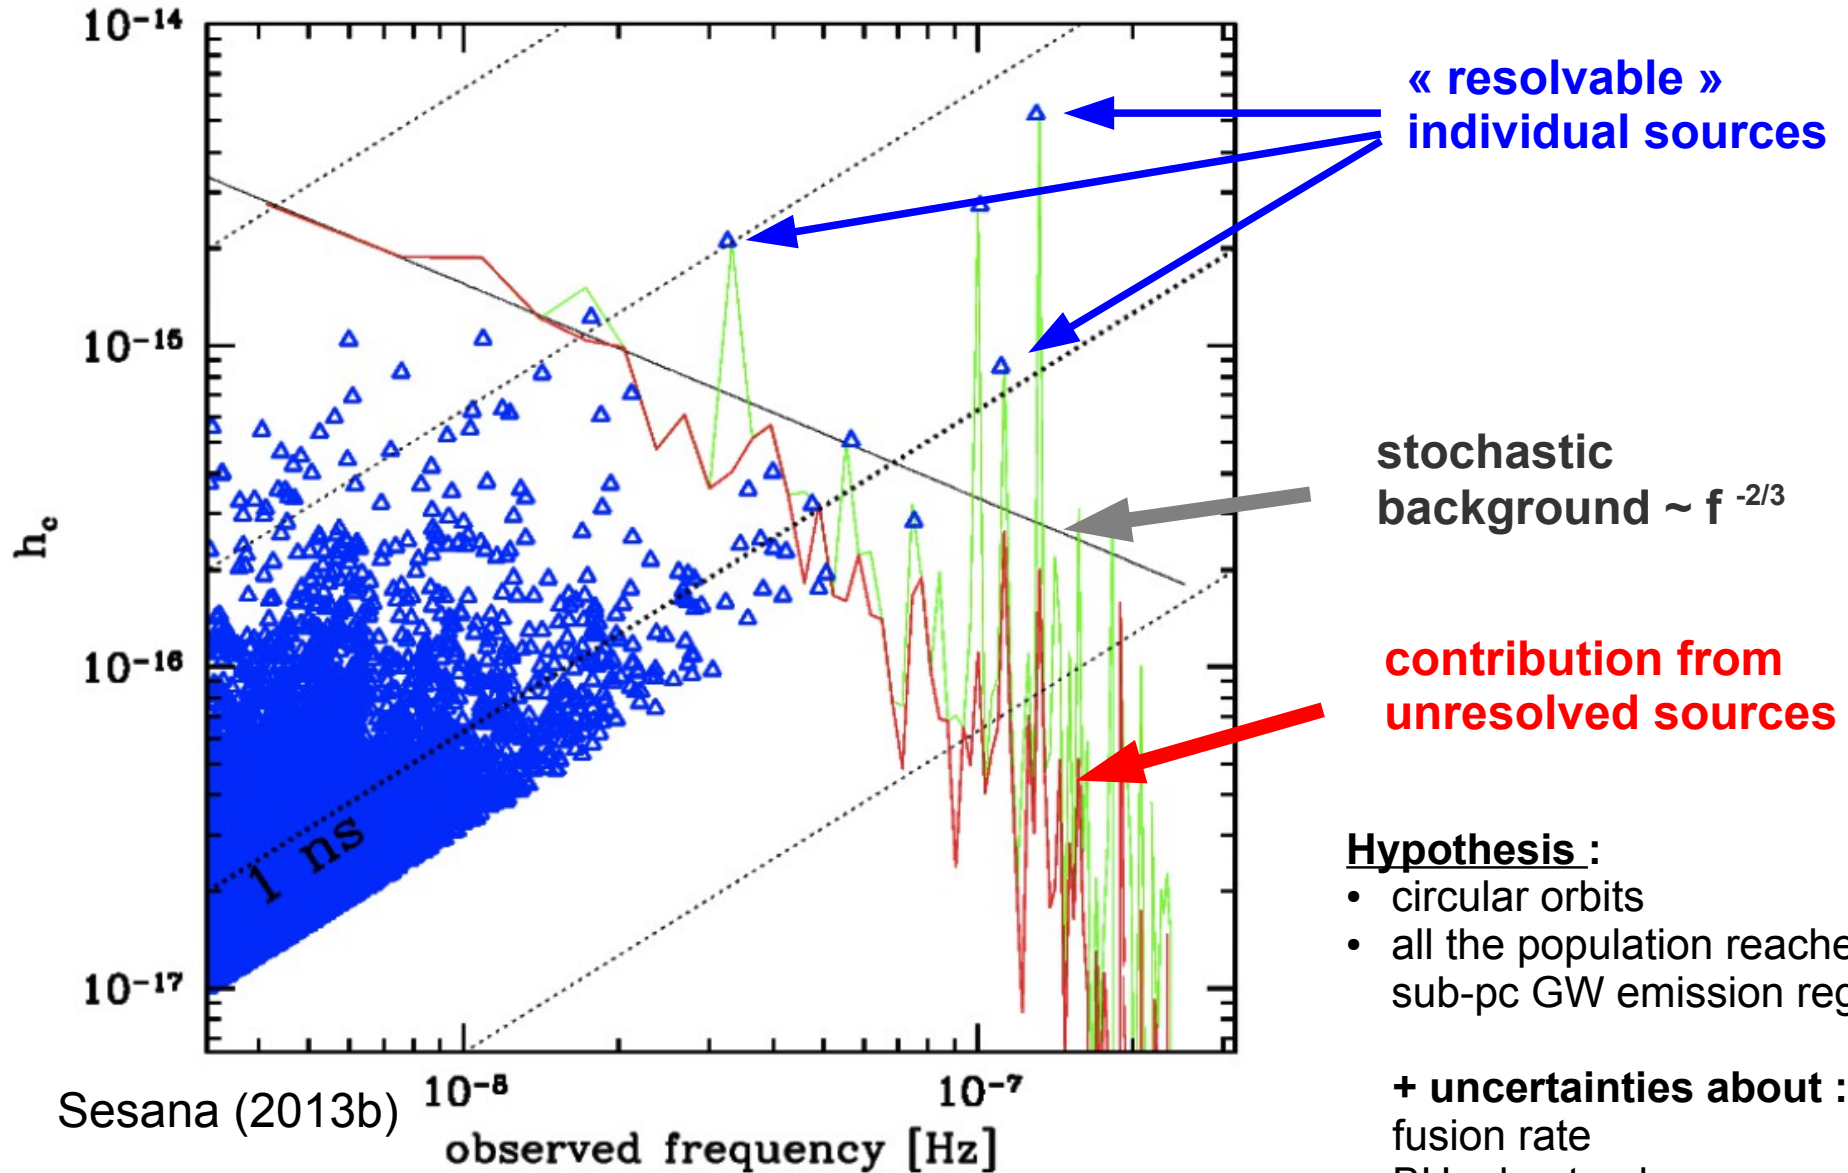 10⁻¹⁴
10⁻¹⁵
10⁻¹⁶
10⁻¹⁷
h_c
1 ns
10⁻⁸
10⁻⁷
observed frequency [Hz]
Sesana (2013b)
« resolvable »
individual sources
stochastic
background ~ f ⁻²/³
contribution from
unresolved sources
Hypothesis :
• circular orbits
• all the population reache
sub-pc GW emission reg
+ uncertainties about :
fusion rate